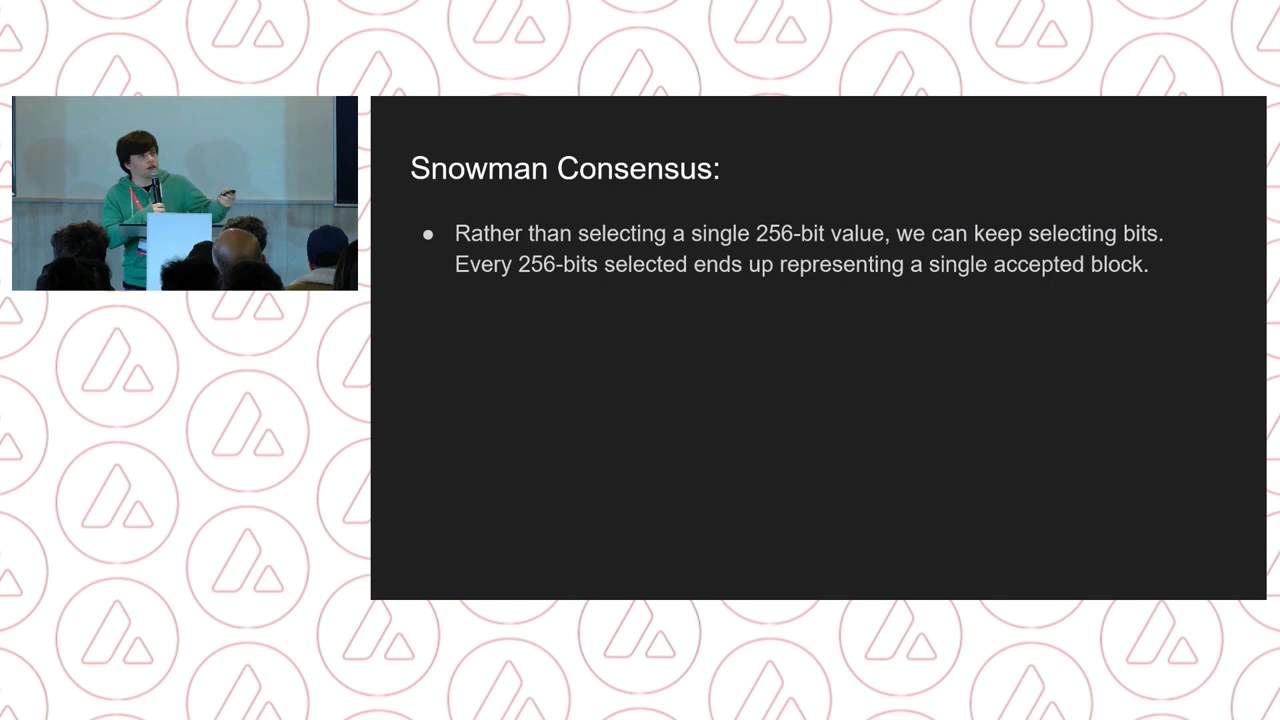 Snowman Consensus:
● Rather than selecting a single 256-bit value, we can keep selecting bits.
Every 256-bits selected ends up representing a single accepted block.